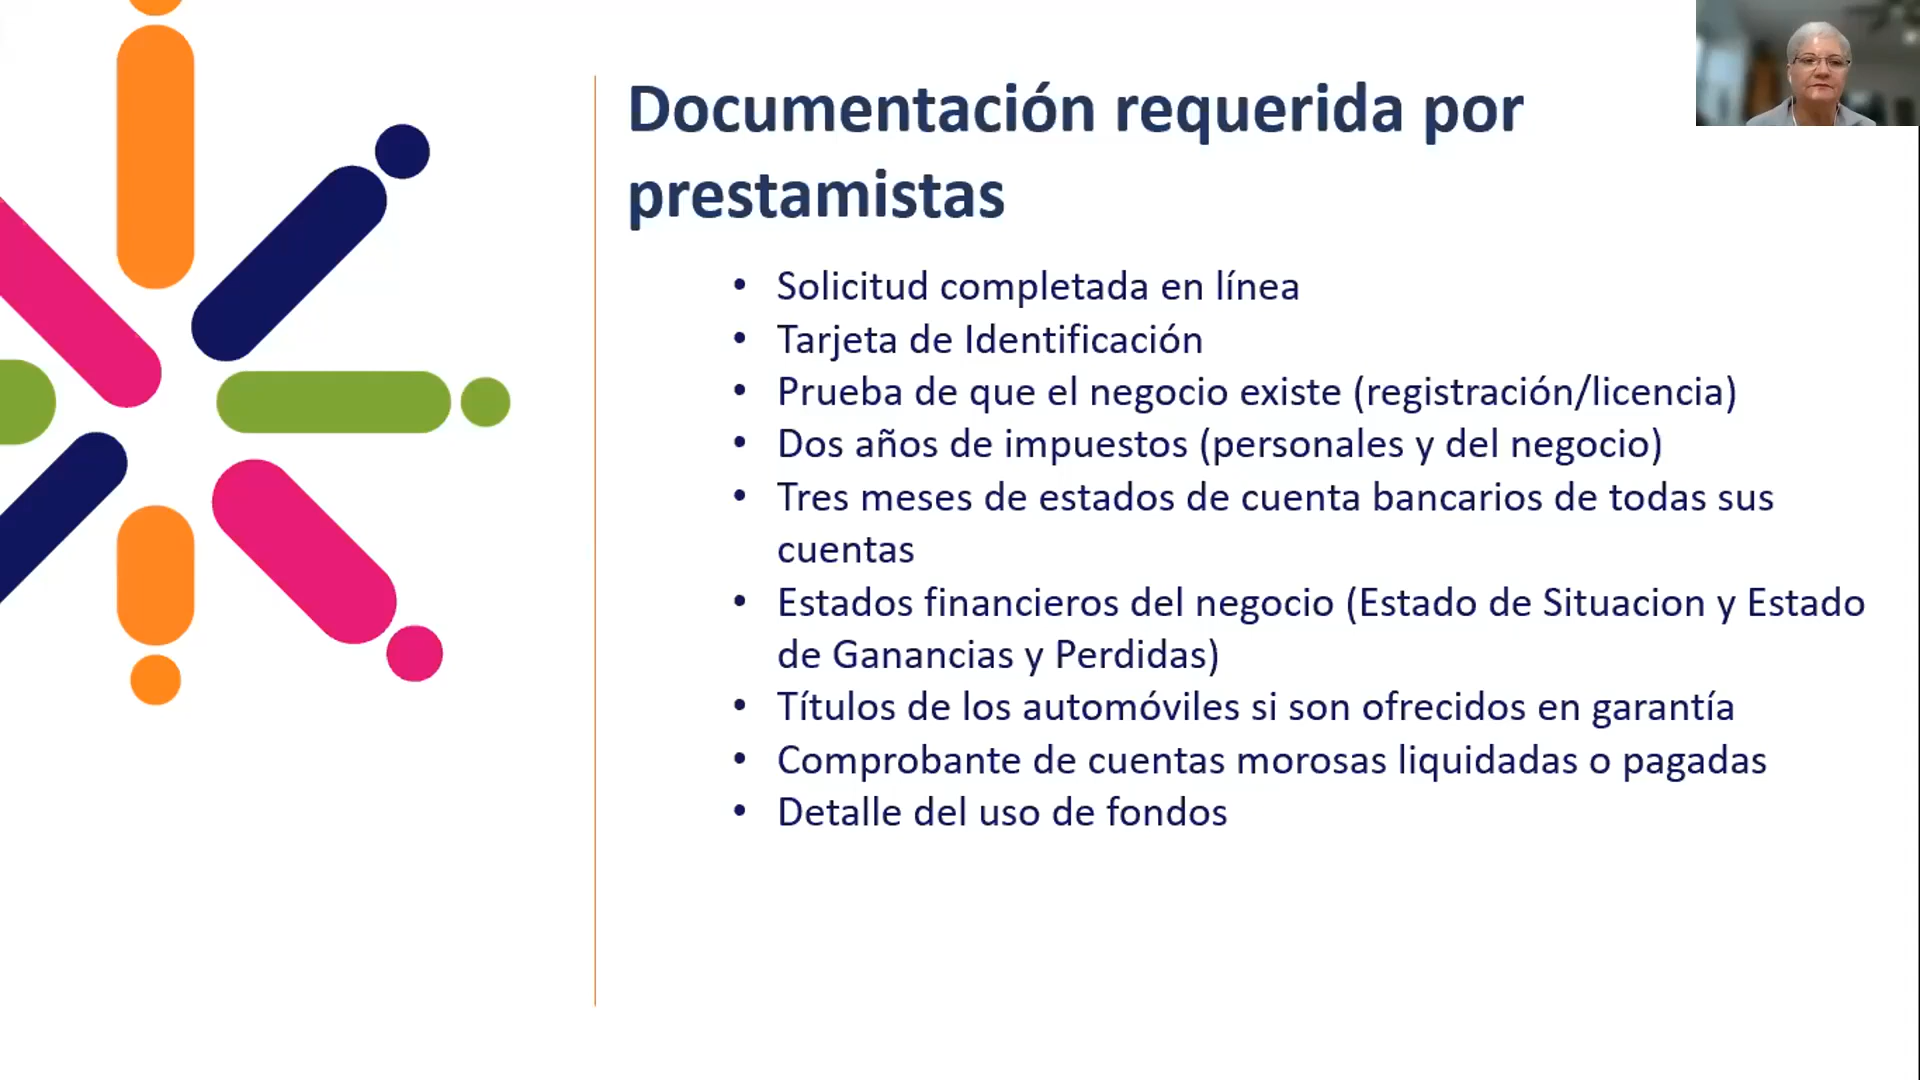 Documentación requerida por
prestamistas
• Solicitud completada en línea
• Tarjeta de Identificación
• Prueba de que el negocio existe (registración/licencia)
• Dos años de impuestos (personales y del negocio)
• Tres meses de estados de cuenta bancarios de todas sus
cuentas
• Estados financieros del negocio (Estado de Situacion y Estado
de Ganancias y Perdidas)
• Títulos de los automóviles si son ofrecidos en garantía
• Comprobante de cuentas morosas liquidadas o pagadas
• Detalle del uso de fondos